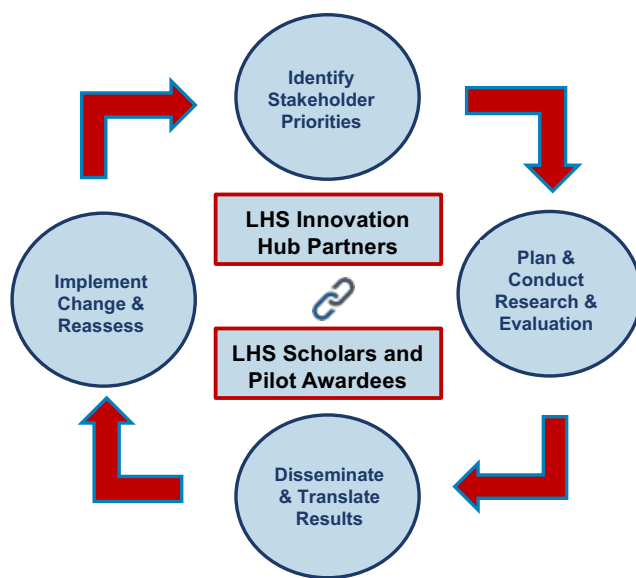 Identify
Stakeholder
Priorities
LHS Innovation
Hub Partners
Plan &
Conduct
Research &
Evaluation
Implement
Change &
Reassess
LHS Scholars and
Pilot Awardees
Disseminate
& Translate
Results